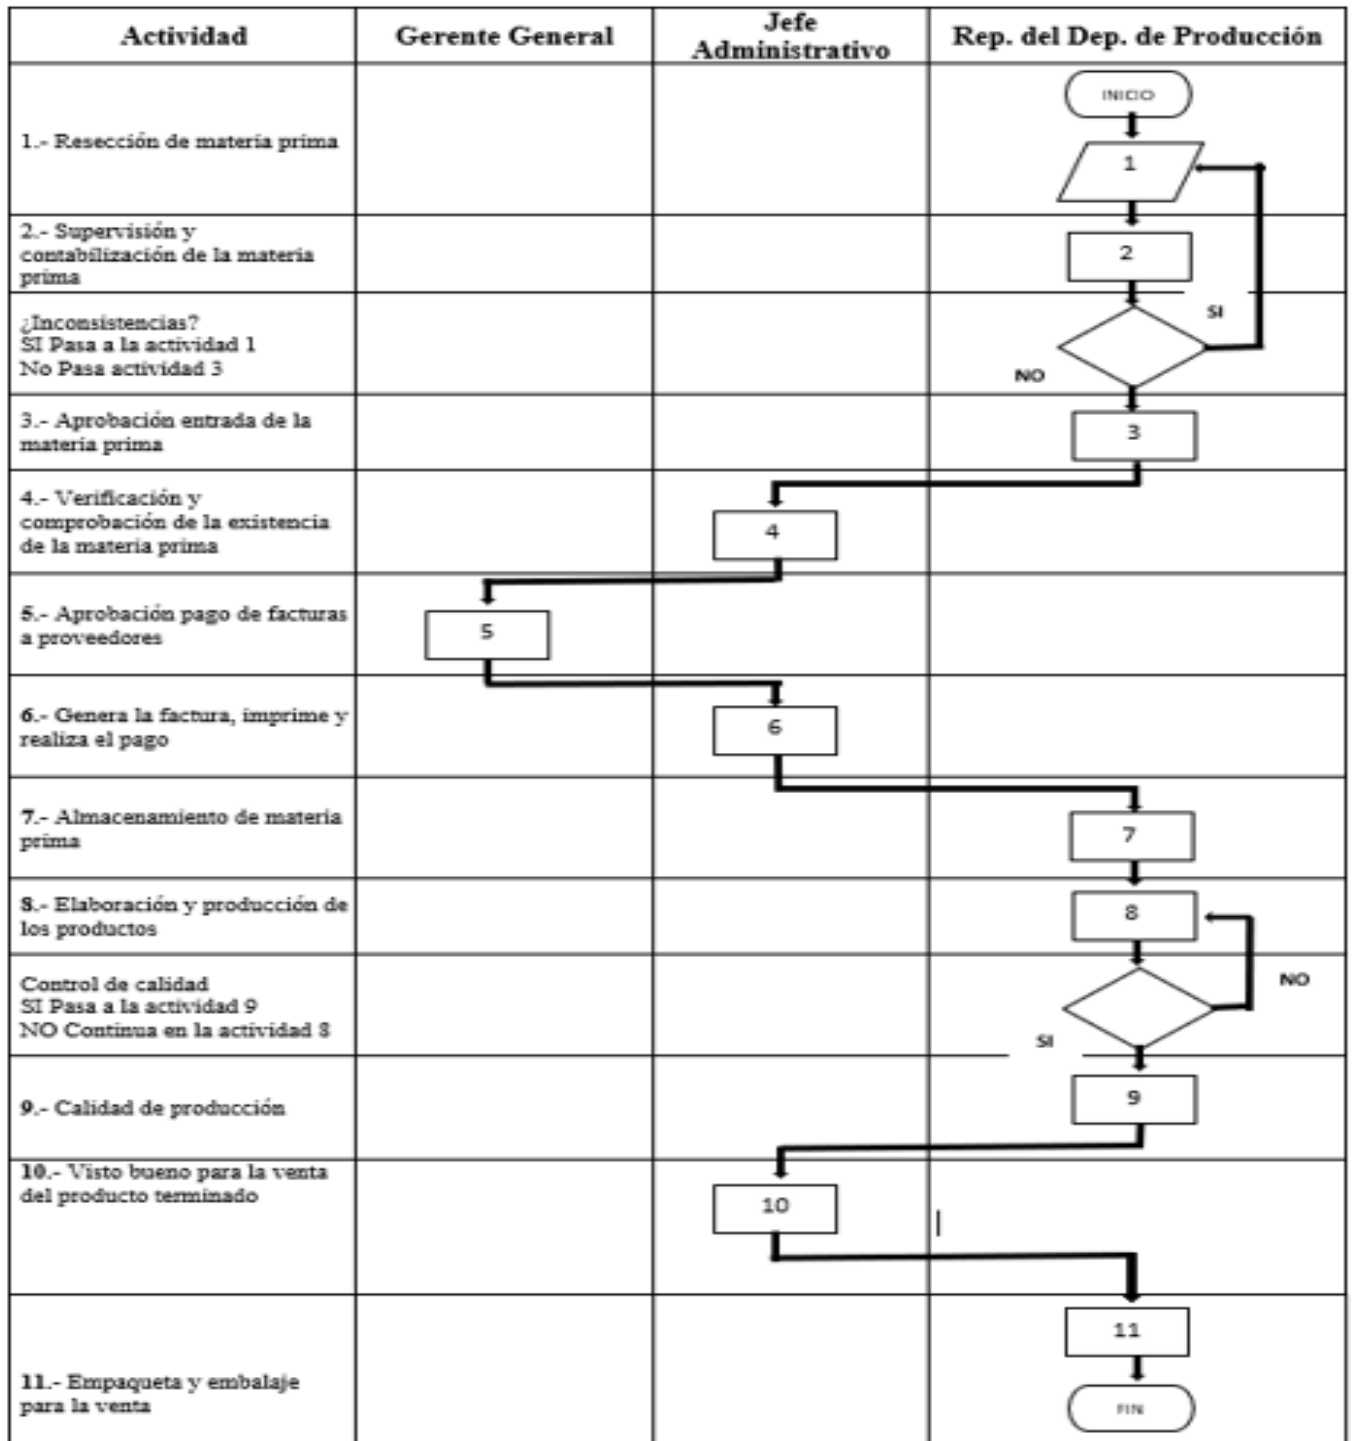 Actividad
Gerente General
Jefe
Administrativo
Rep. del Dep. de Producción
INICIO
1.- Resección de materia prima
1
2.- Supervisión y
contabilización de la materia
prima
2
¿Inconsistencias?
SI Pasa a la actividad 1
No Pasa actividad 3
SI
NO
3.- Aprobación entrada de la
materia prima
3
4.- Verificación y
comprobación de la existencia
de la materia prima
4
5.- Aprobación pago de facturas
a proveedores
5
6.- Genera la factura, imprime y
realiza el pago
6
7.- Almacenamiento de materia
prima
7
8.- Elaboración y producción de
los productos
8
Control de calidad
SI Pasa a la actividad 9
NO Continua en la actividad 8
NO
SI
9.- Calidad de producción
9
10.- Visto bueno para la venta
del producto terminado
10
11
11.- Empaqueta y embalaje
para la venta
FIN